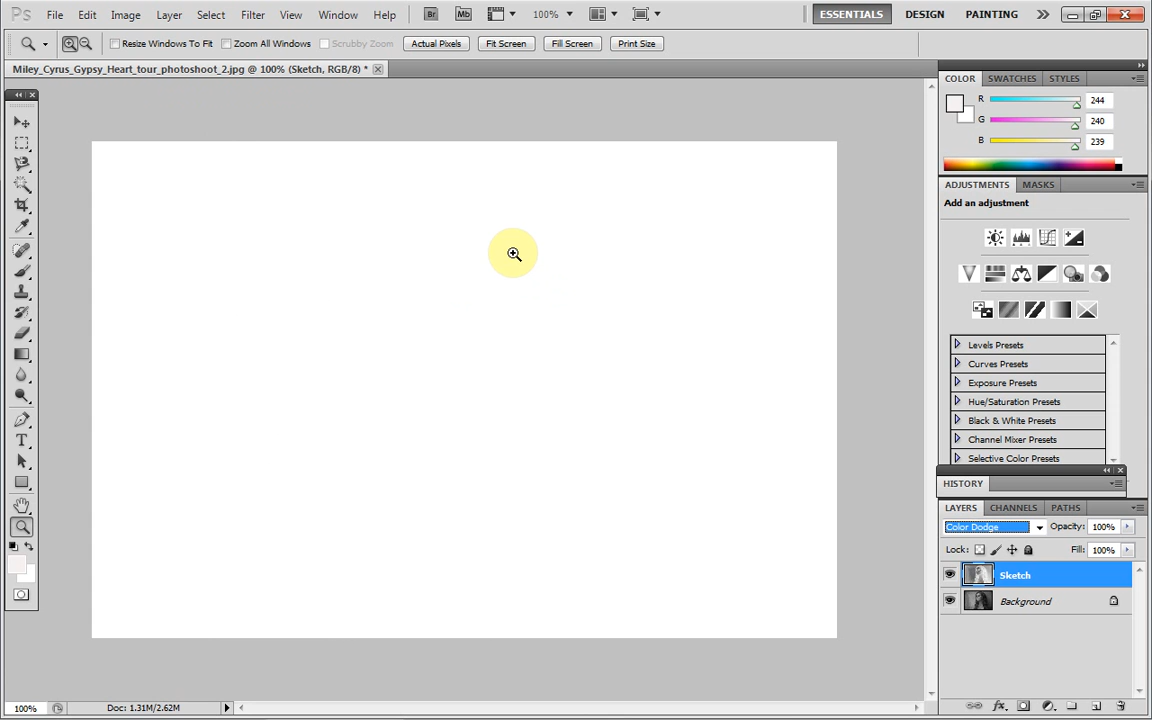 Ps File Edit Image Layer Select Filter View Window Help Br Mb 100% ESSENTIALS DESIGN PAINTING
Resize Windows To Fit Zoom All Windows Scrubby Zoom Actual Pixels Fit Screen Fill Screen Print Size
Miley_Cyrus_Gypsy_Heart_tour_photoshoot_2.jpg @ 100% (Sketch, RGB/8) *
COLOR SWATCHES STYLES
R 244
G 240
B 239
ADJUSTMENTS MASKS
Add an adjustment
Levels Presets
Curves Presets
Exposure Presets
Hue/Saturation Presets
Black & White Presets
Channel Mixer Presets
Selective Color Presets
HISTORY
LAYERS CHANNELS PATHS
Color Dodge Opacity: 100%
Lock: Fill: 100%
Sketch
Background
100% Doc: 1.31M/2.62M